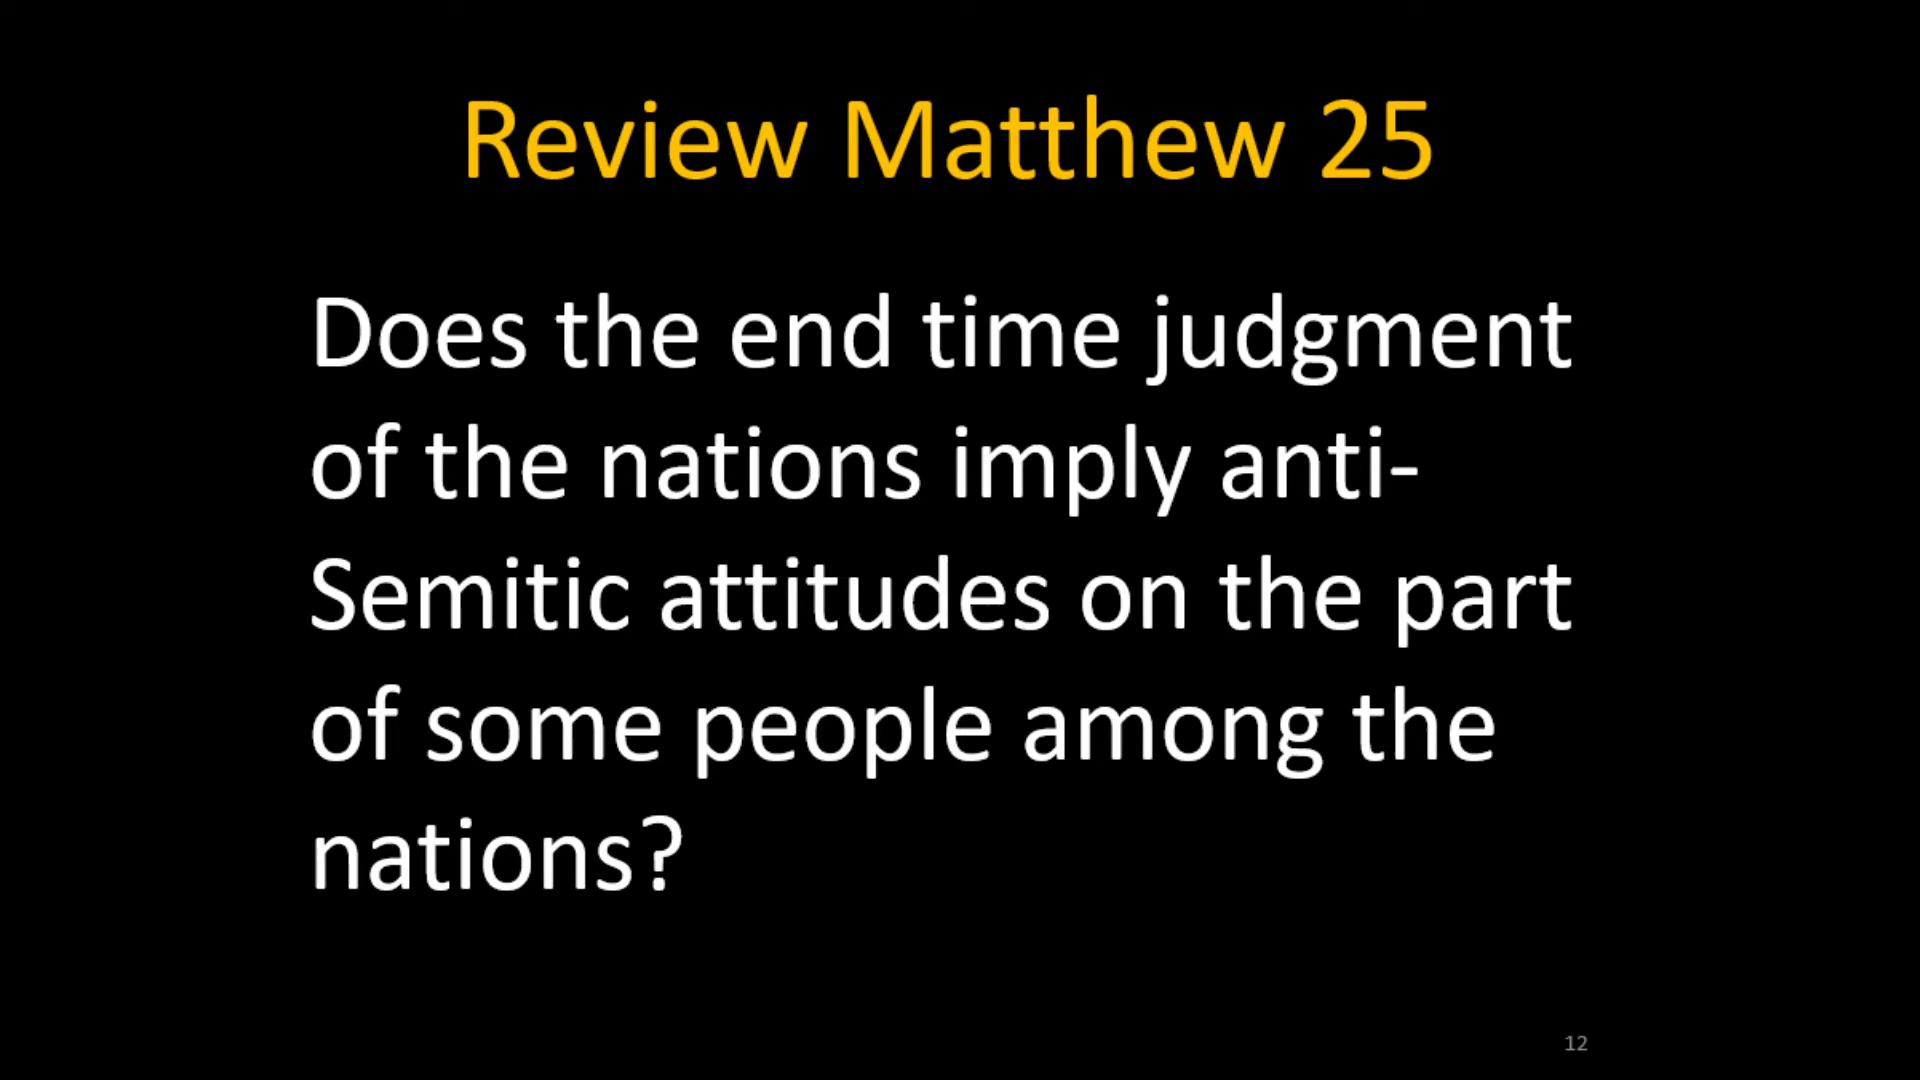 Review Matthew 25
Does the end time judgment
of the nations imply anti-
Semitic attitudes on the part
of some people among the
nations?
12